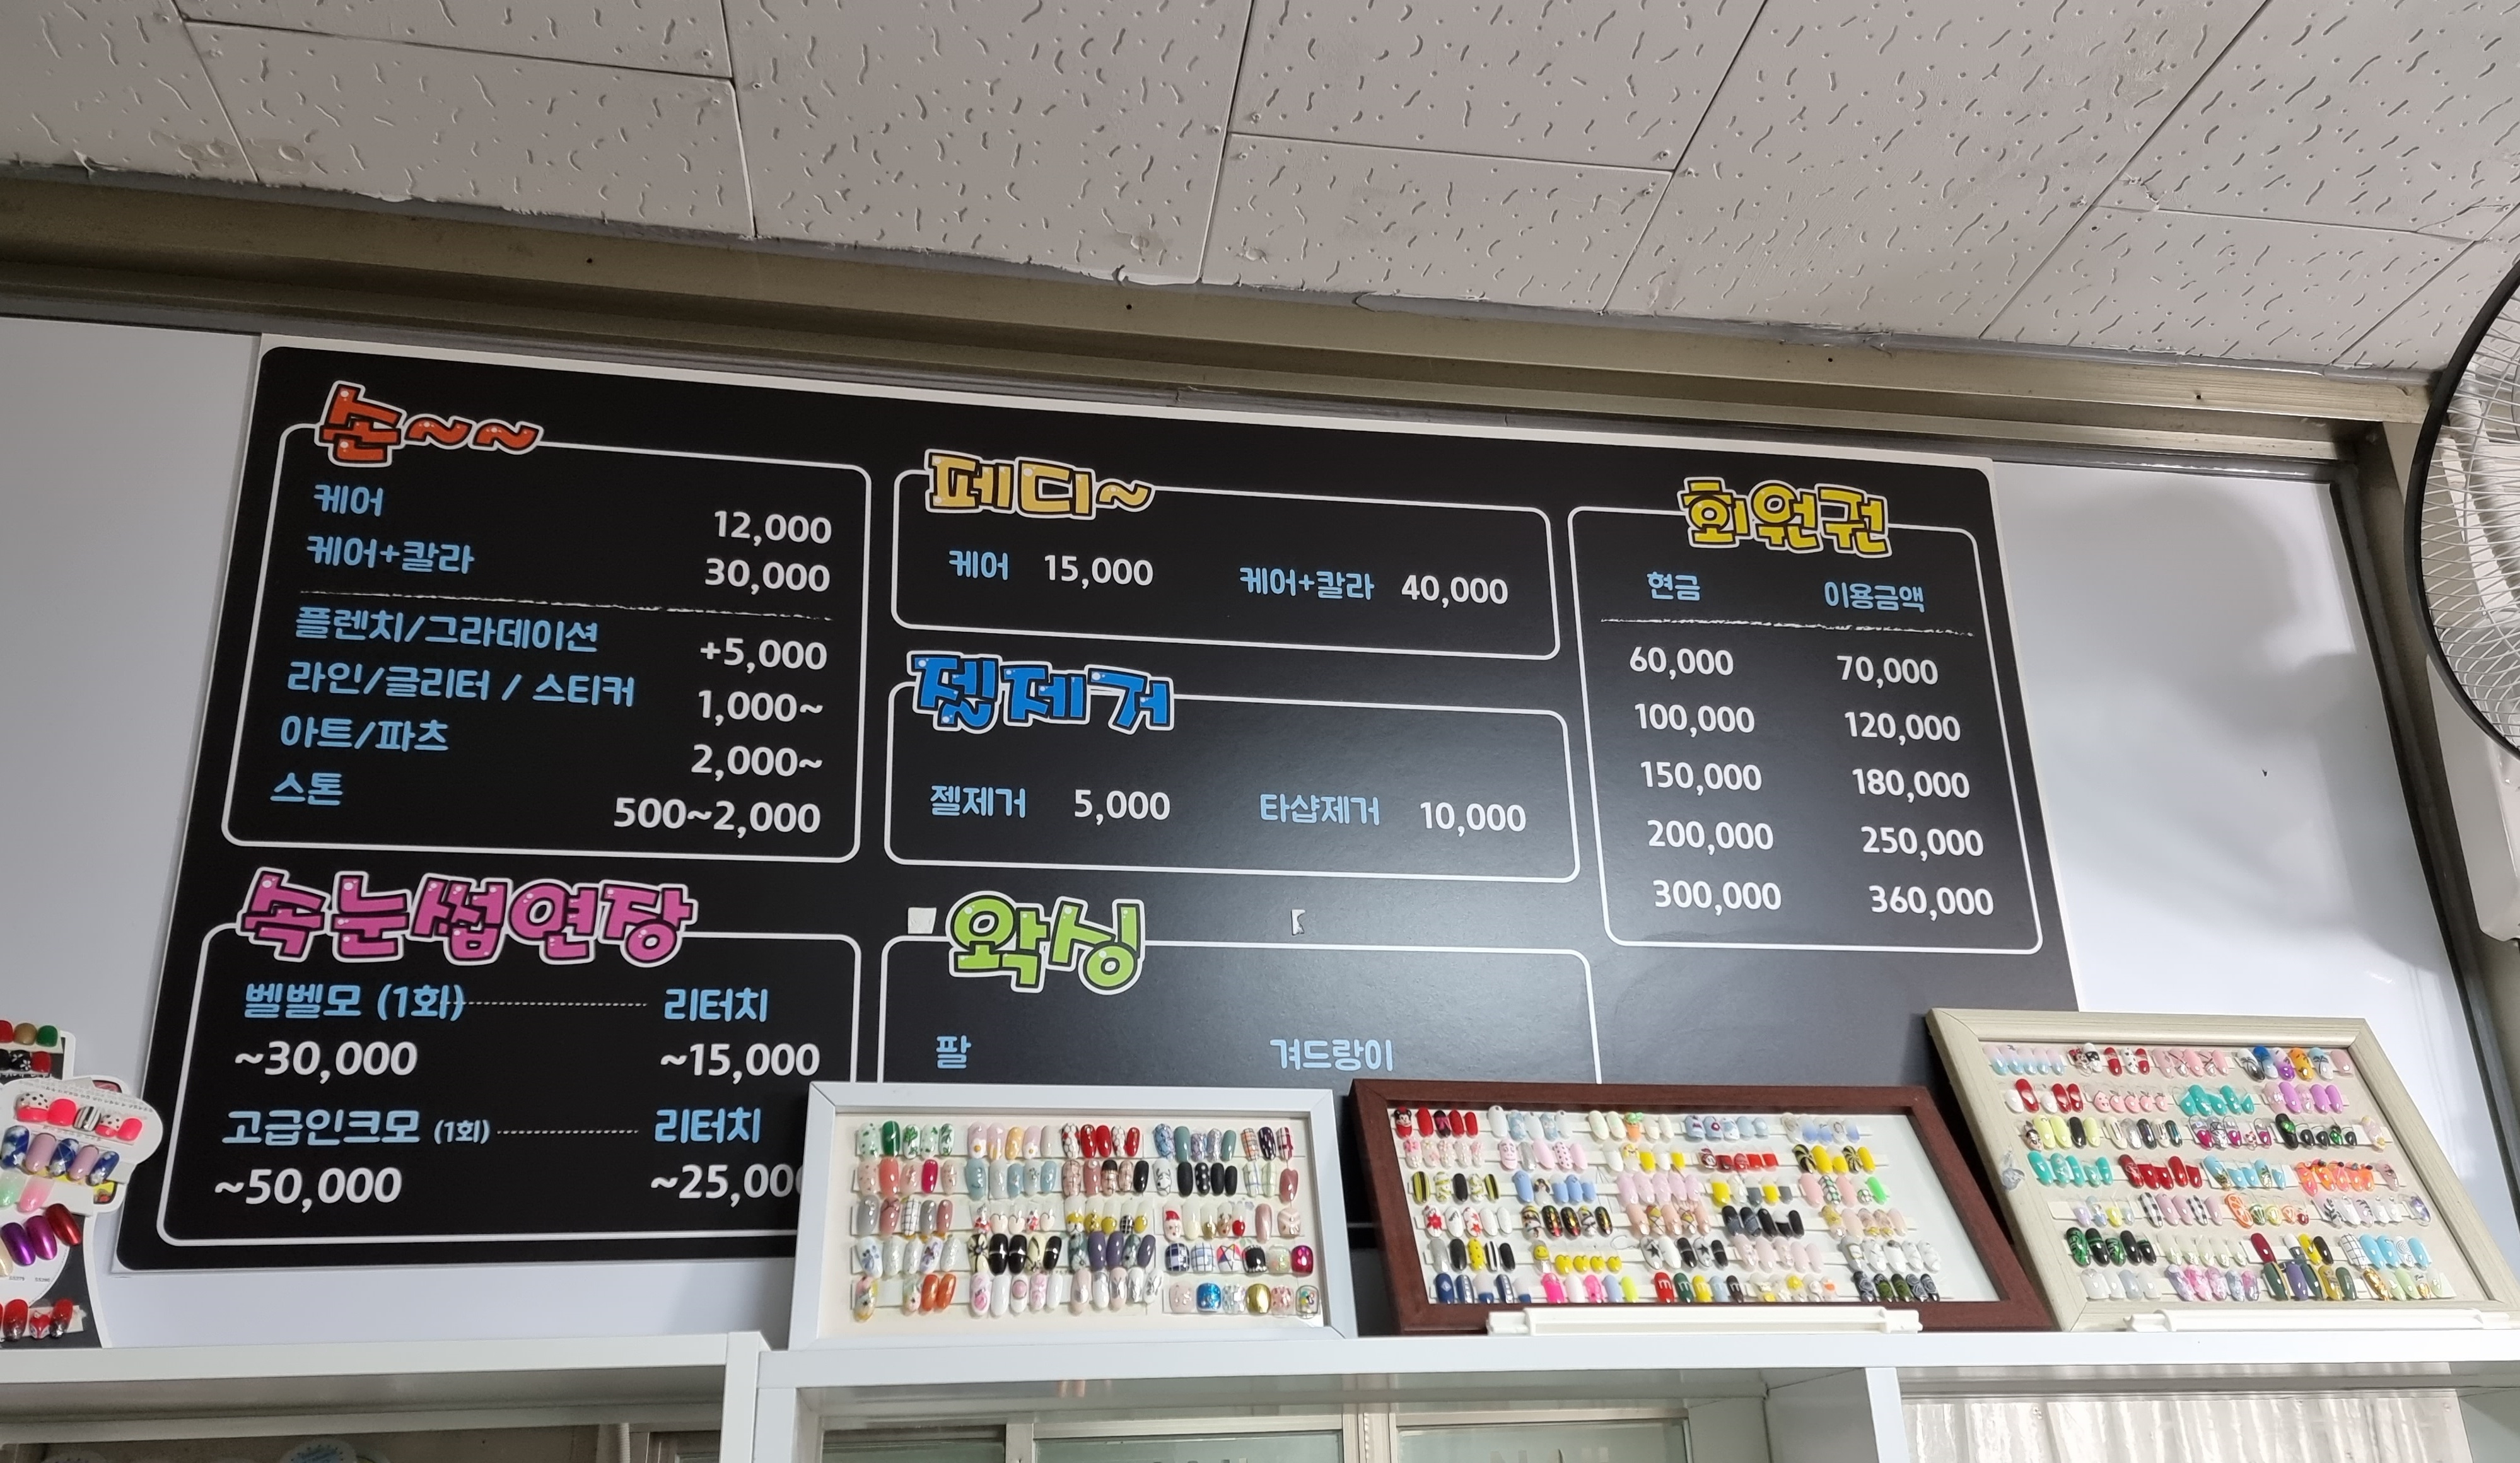 손~~
케어 12,000
케어+칼라 30,000
플렌치/그라데이션 +5,000
라인/글리터 / 스티커 1,000~
아트/파츠 2,000~
스톤 500~2,000
속눈썹연장
벨벨모 (1회) 리터치
~30,000 ~15,000
고급인크모 (1회) 리터치
~50,000 ~25,00
페디~
케어 15,000 케어+칼라 40,000
젤제거
젤제거 5,000 타샵제거 10,000
왁싱
팔 겨드랑이
회원권
현금 이용금액
60,000 70,000
100,000 120,000
150,000 180,000
200,000 250,000
300,000 360,000